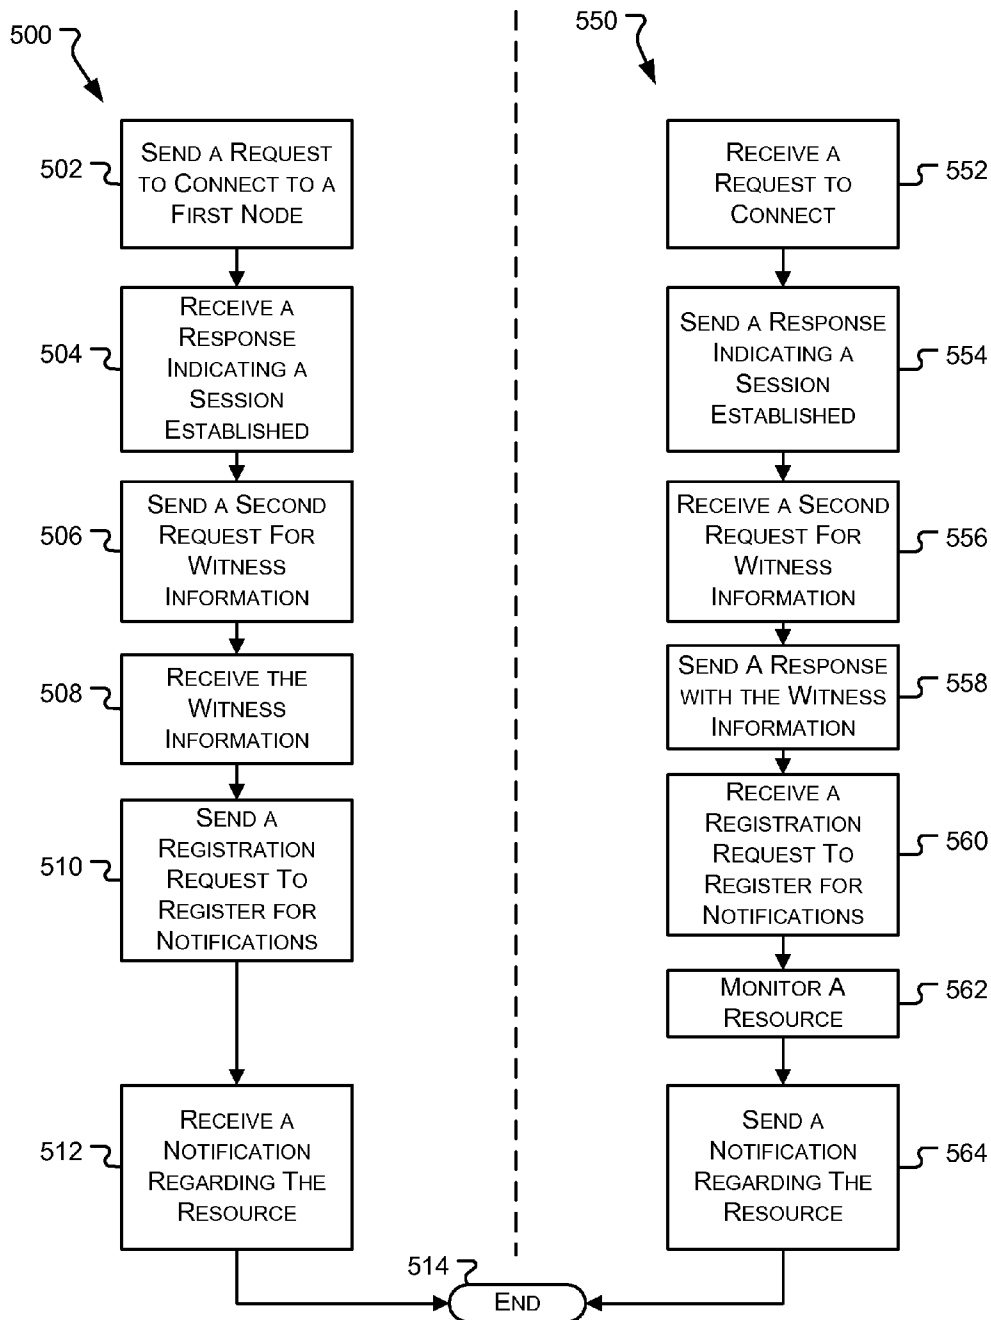 500
502
SEND A REQUEST
TO CONNECT TO A
FIRST NODE
504
RECEIVE A
RESPONSE
INDICATING A
SESSION
ESTABLISHED
506
SEND A SECOND
REQUEST FOR
WITNESS
INFORMATION
508
RECEIVE THE
WITNESS
INFORMATION
510
SEND A
REGISTRATION
REQUEST TO
REGISTER FOR
NOTIFICATIONS
512
RECEIVE A
NOTIFICATION
REGARDING THE
RESOURCE
550
RECEIVE A
REQUEST TO
CONNECT
552
SEND A RESPONSE
INDICATING A
SESSION
ESTABLISHED
554
RECEIVE A SECOND
REQUEST FOR
WITNESS
INFORMATION
556
SEND A RESPONSE
WITH THE WITNESS
INFORMATION
558
RECEIVE A
REGISTRATION
REQUEST TO
REGISTER FOR
NOTIFICATIONS
560
MONITOR A
RESOURCE
562
SEND A
NOTIFICATION
REGARDING THE
RESOURCE
564
514
END